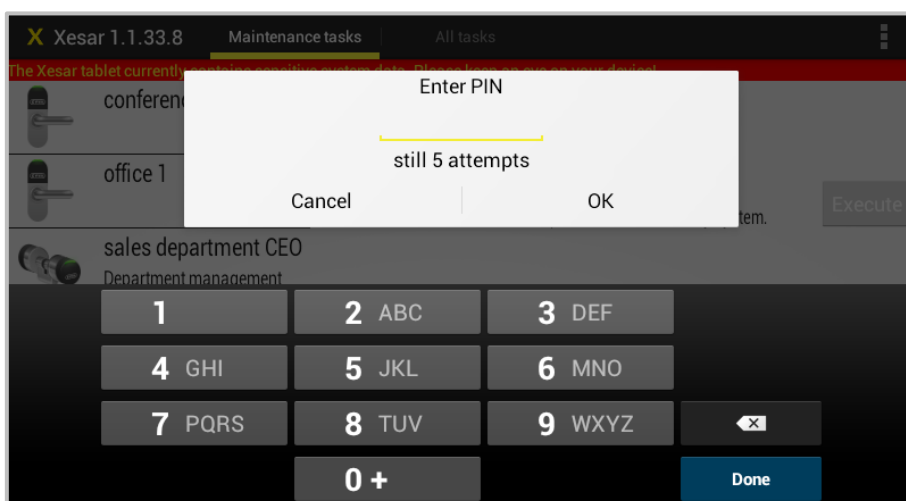 X Xesar 1.1.33.8 Maintenance tasks All tasks
The Xesar tablet currently contains sensitive system data. Please keep an eye on your device!
Enter PIN
conferen
still 5 attempts
office 1
Cancel OK
tem.
Execute
sales department CEO
Department management
1 2 ABC 3 DEF
4 GHI 5 JKL 6 MNO
7 PQRS 8 TUV 9 WXYZ
0 + Done